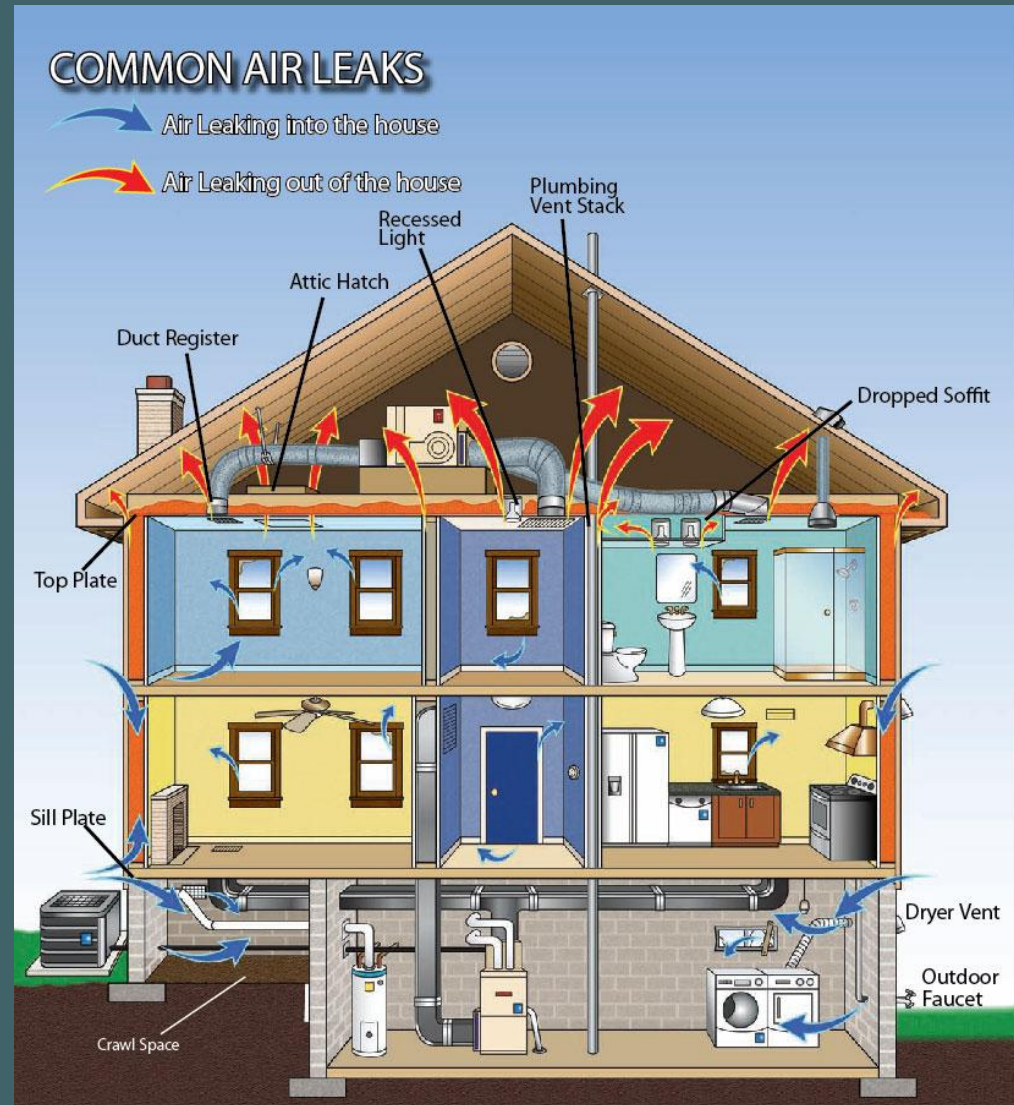 COMMON AIR LEAKS
Air Leaking into the house
Air Leaking out of the house
Plumbing
Vent Stack
Recessed
Light
Attic Hatch
Duct Register
Dropped Soffit
Top Plate
Sill Plate
Dryer Vent
Outdoor
Faucet
Crawl Space